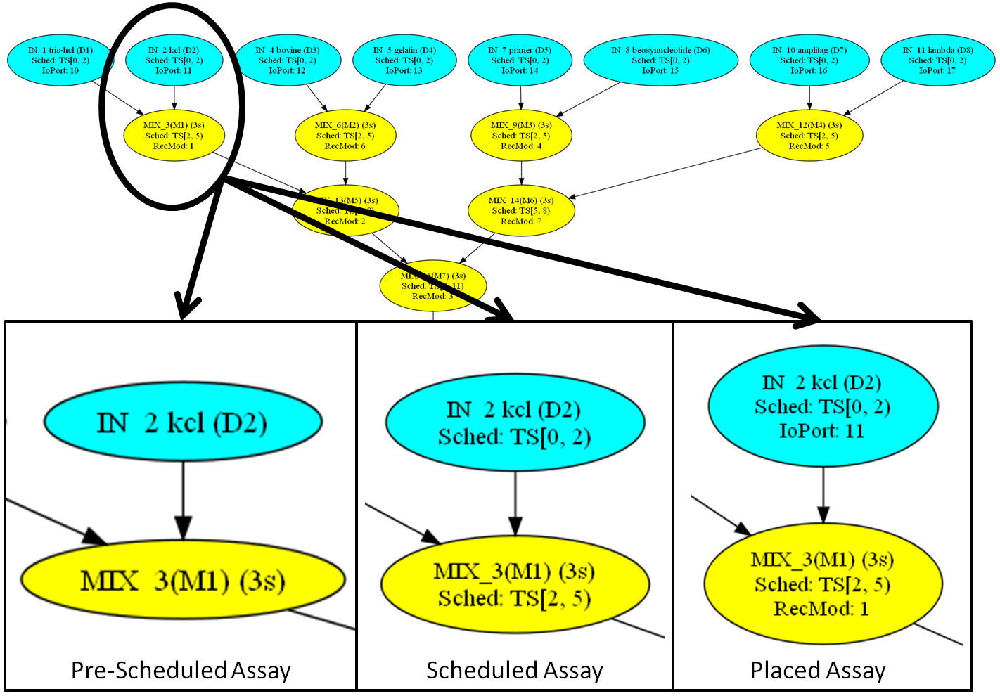 IN 1 tris-hcl (D1)
Sched: TS[0, 2)
IoPort: 10
IN 2 kcl (D2)
Sched: TS[0, 2)
IoPort: 11
IN 4 bovine (D3)
Sched: TS[0, 2)
IoPort: 12
IN 5 gelatin (D4)
Sched: TS[0, 2)
IoPort: 13
IN 7 primer (D5)
Sched: TS[0, 2)
IoPort: 14
IN 8 beosynucleotide (D6)
Sched: TS[0, 2)
IoPort: 15
IN 10 amplitag (D7)
Sched: TS[0, 2)
IoPort: 16
IN 11 lambda (D8)
Sched: TS[0, 2)
IoPort: 17
MIX_3(M1) (3s)
Sched: TS[2, 5)
RecMod: 1
MIX_6(M2) (3s)
Sched: TS[2, 5)
RecMod: 6
MIX_9(M3) (3s)
Sched: TS[2, 5)
RecMod: 4
MIX_12(M4) (3s)
Sched: TS[2, 5)
RecMod: 5
13(M5) (3s)
Sched:
RecMod: 2
MIX_14(M6) (3s)
Sched: TS[5, 8)
RecMod: 7
(M7) (3s)
Sched: 11)
RecMod: 3
IN 2 kcl (D2)
MIX 3(M1) (3s)
Pre-Scheduled Assay
IN 2 kcl (D2)
Sched: TS[0, 2)
MIX_3(M1) (3s)
Sched: TS[2, 5)
Scheduled Assay
IN 2 kcl (D2)
Sched: TS[0, 2)
IoPort: 11
MIX_3(M1) (3s)
Sched: TS[2, 5)
RecMod: 1
Placed Assay